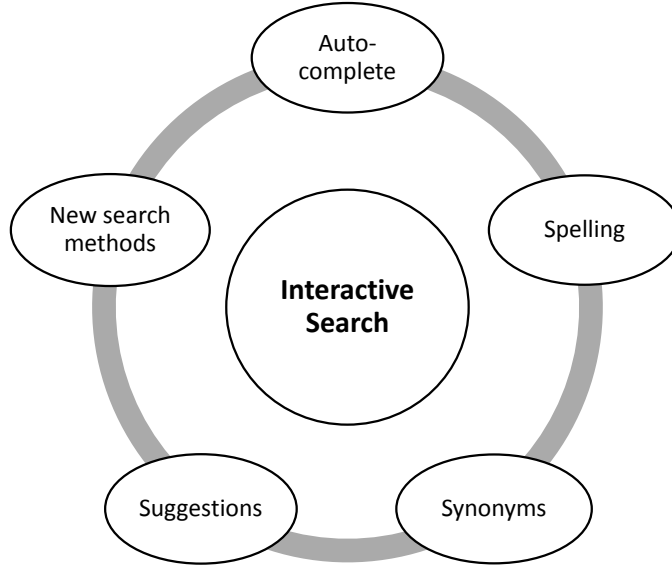 Auto-
complete
New search
methods
Spelling
Interactive
Search
Suggestions
Synonyms